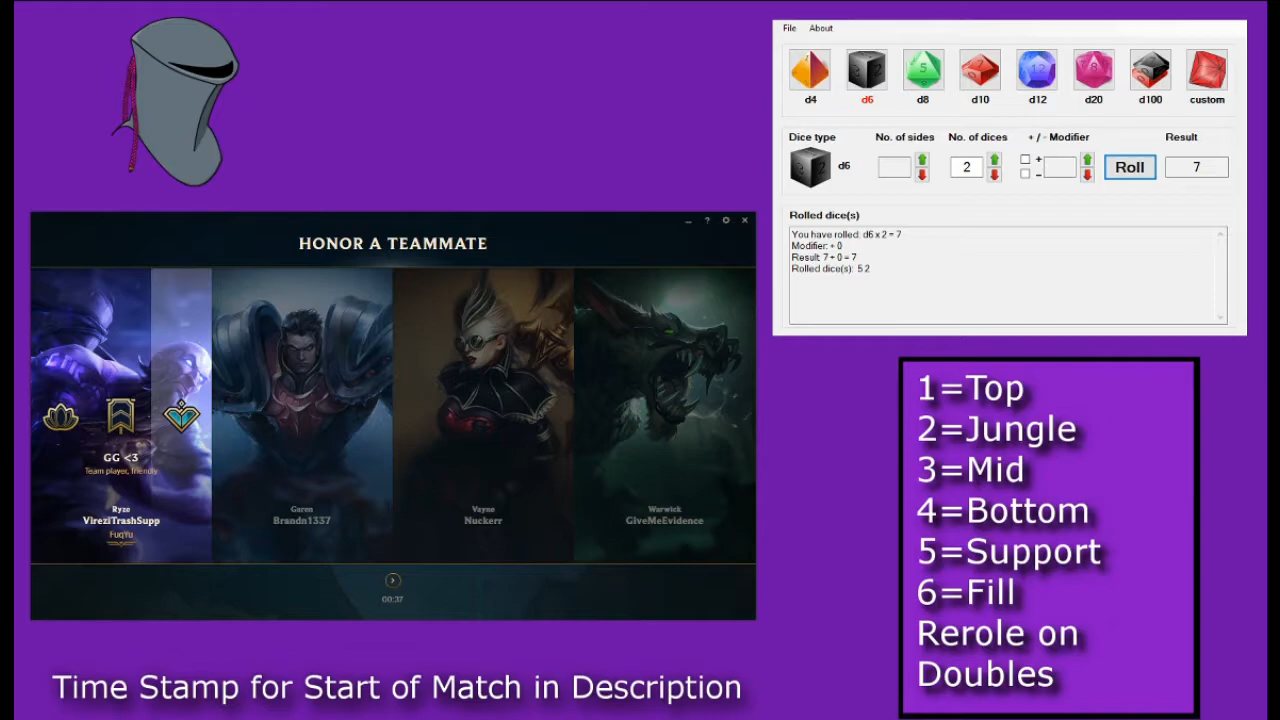 File About
d4 d6 d8 d10 d12 d20 d100 custom
Dice type No. of sides No. of dices + / - Modifier Result
d6 2 + - Roll 7
Rolled dice(s)
You have rolled: d6 x 2 = 7
Modifier: + 0
Result: 7 + 0 = 7
Rolled dice(s): 5 2
HONOR A TEAMMATE
GG <3
Team player, friendly
Ryze
VireziTrashSupp
FuqYu
Garen
Brandn1337
Vayne
Nuckerr
Warwick
GiveMeEvidence
00:37
1=Top
2=Jungle
3=Mid
4=Bottom
5=Support
6=Fill
Rerole on
Doubles
Time Stamp for Start of Match in Description